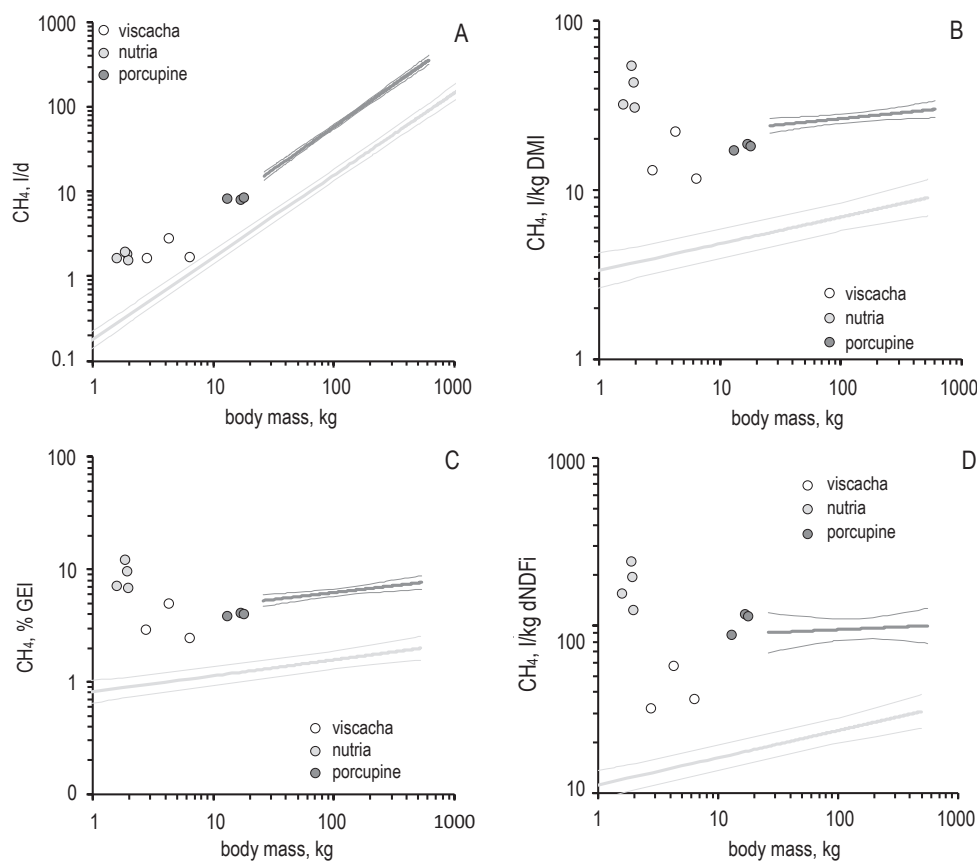 A
1000
viscacha
nutria
porcupine
100
10
1
0.1
CH₄, l/d
1 10 100 1000
body mass, kg
B
100
10
1
CH₄, l/kg DMI
viscacha
nutria
porcupine
1 10 100 1000
body mass, kg
C
100
10
1
0
CH₄, % GEI
viscacha
nutria
porcupine
1 10 100 1000
body mass, kg
D
1000
100
10
CH₄, l/kg dNDFi
viscacha
nutria
porcupine
1 10 100 1000
body mass, kg